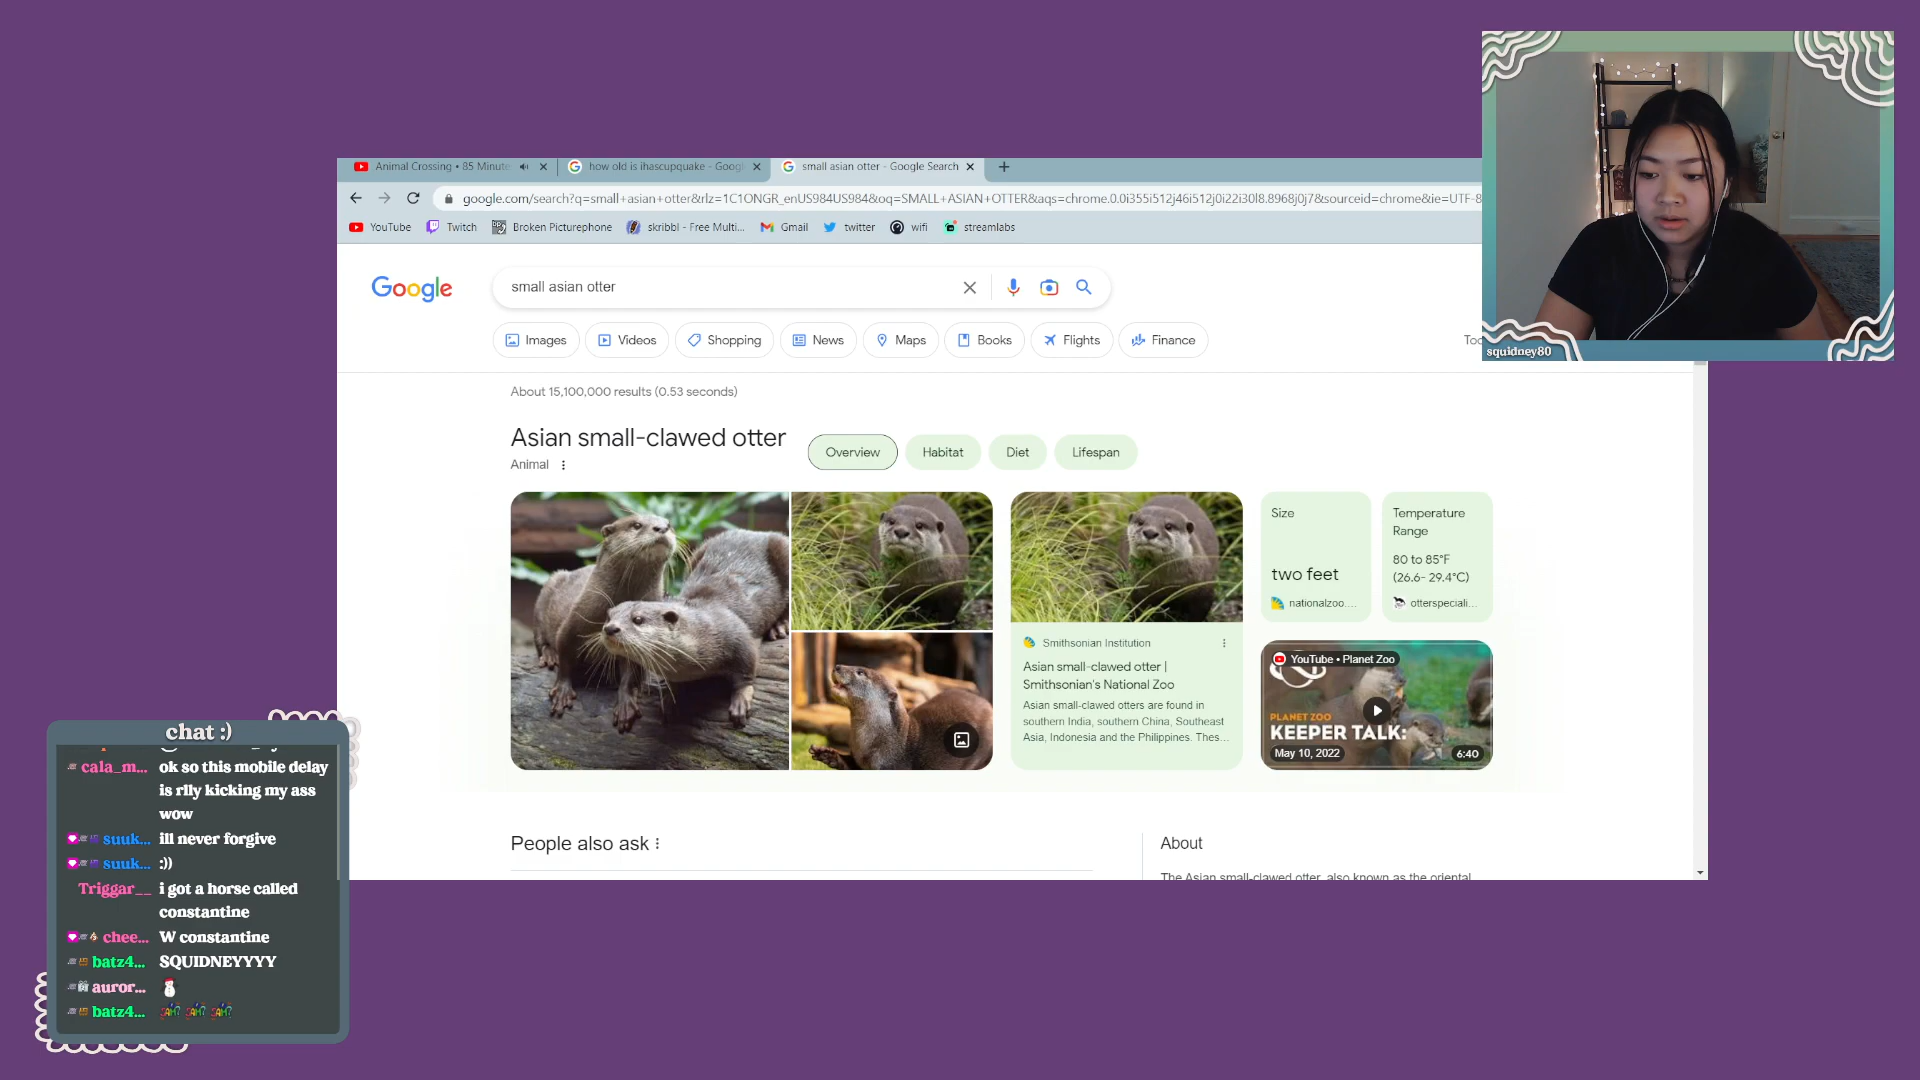 Animal Crossing • 85 Minute
how old is ihascupquake - Goog
small asian otter - Google Search
google.com/search?q=small+asian+otter&rlz=1C1ONGR_enUS984US984&oq=SMALL+ASIAN+OTTER&aqs=chrome.0.0i355i512j46i512j0i22i30l8.8968j0j7&sourceid=chrome&ie=UTF-8
YouTube
Twitch
Broken Picturephone
skribbl - Free Multi...
Gmail
twitter
wifi
streamlabs
squidney80
Google
small asian otter
Images
Videos
Shopping
News
Maps
Books
Flights
Finance
About 15,100,000 results (0.53 seconds)
Asian small-clawed otter
Animal
Overview
Habitat
Diet
Lifespan
Smithsonian Institution
Asian small-clawed otter |
Smithsonian's National Zoo
Asian small-clawed otters are found in
southern India, southern China, Southeast
Asia, Indonesia and the Philippines. Thes...
Size
two feet
nationalzoo....
Temperature
Range
80 to 85°F
(26.6- 29.4°C)
otterspeciali...
YouTube • Planet Zoo
PLANET ZOO
KEEPER TALK:
May 10, 2022
6:40
People also ask
About
The Asian small-clawed otter, also known as the oriental
chat :)
cala_m... ok so this mobile delay
is rlly kicking my ass
wow
suuk... ill never forgive
suuk... :))
Triggar__ i got a horse called
constantine
chee... W constantine
batz4... SQUIDNEYYYY
auror...
batz4...